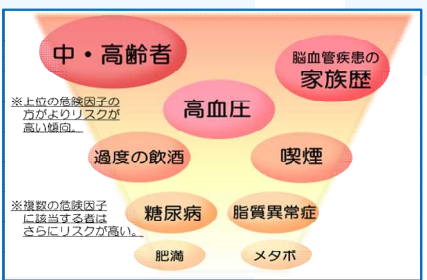 中・高齢者
脳血管疾患の
家族歴
※上位の危険因子の
方がよりリスクが
高い傾向。
高血圧
過度の飲酒
喫煙
※複数の危険因子
に該当する者は
さらにリスクが高い。
糖尿病
脂質異常症
肥満
メタボ